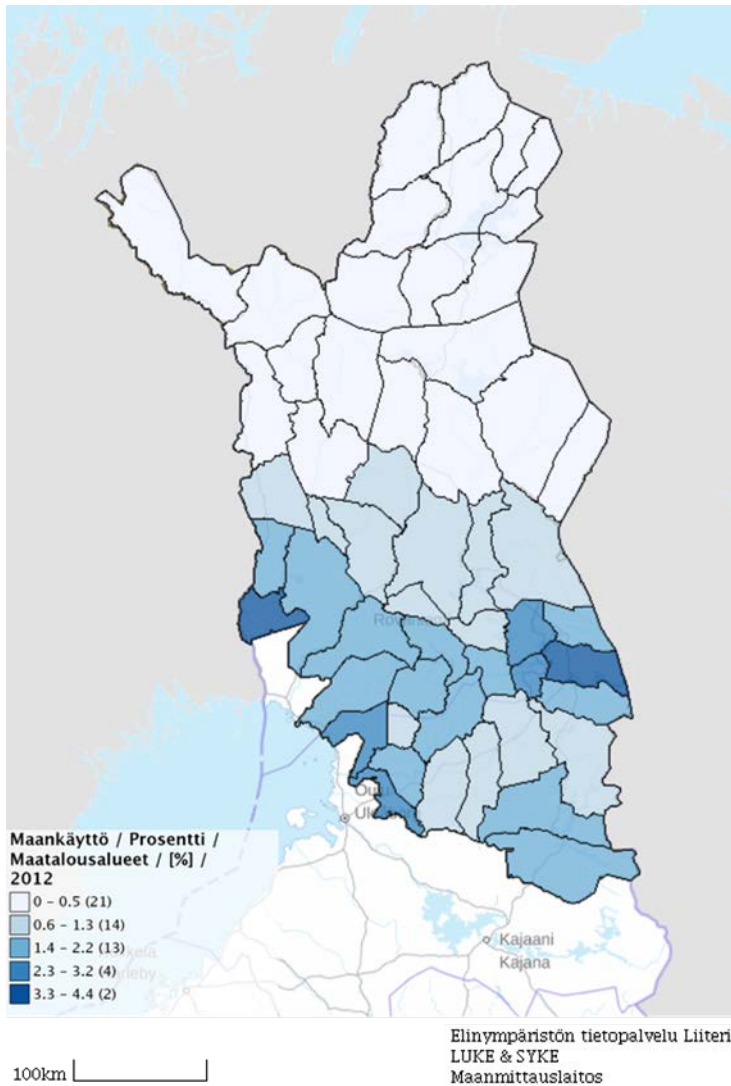 Oulu
Maankäyttö / Prosentti /
Maatalousalueet / [%] /
2012
0 - 0.5 (21)
0.6 - 1.3 (14)
1.4 - 2.2 (13)
2.3 - 3.2 (4)
3.3 - 4.4 (2)
Kajaani
Kajana
100km
Elinympäristön tietopalvelu Liiteri
LUKE & SYKE
Maanmittauslaitos